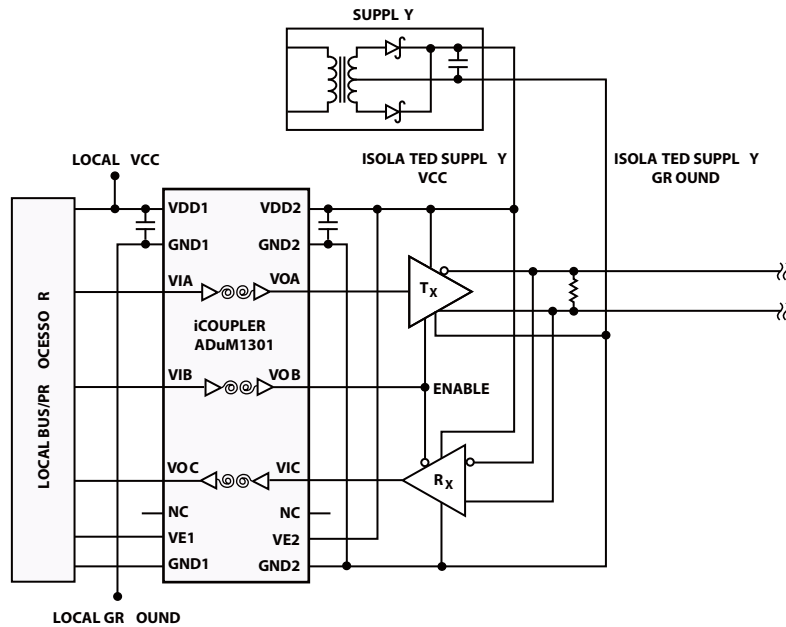 SUPPL Y
LOCAL VCC
ISOLA TED SUPPL Y
VCC
ISOLA TED SUPPL Y
GR OUND
VDD1
VDD2
GND1
GND2
VIA
VOA
TX
iCOUPLER
ADuM1301
VIB
VOB
ENABLE
LOCAL BUS/PR OCESSO R
VOC
VIC
RX
NC
NC
VE1
VE2
GND1
GND2
LOCAL GR OUND